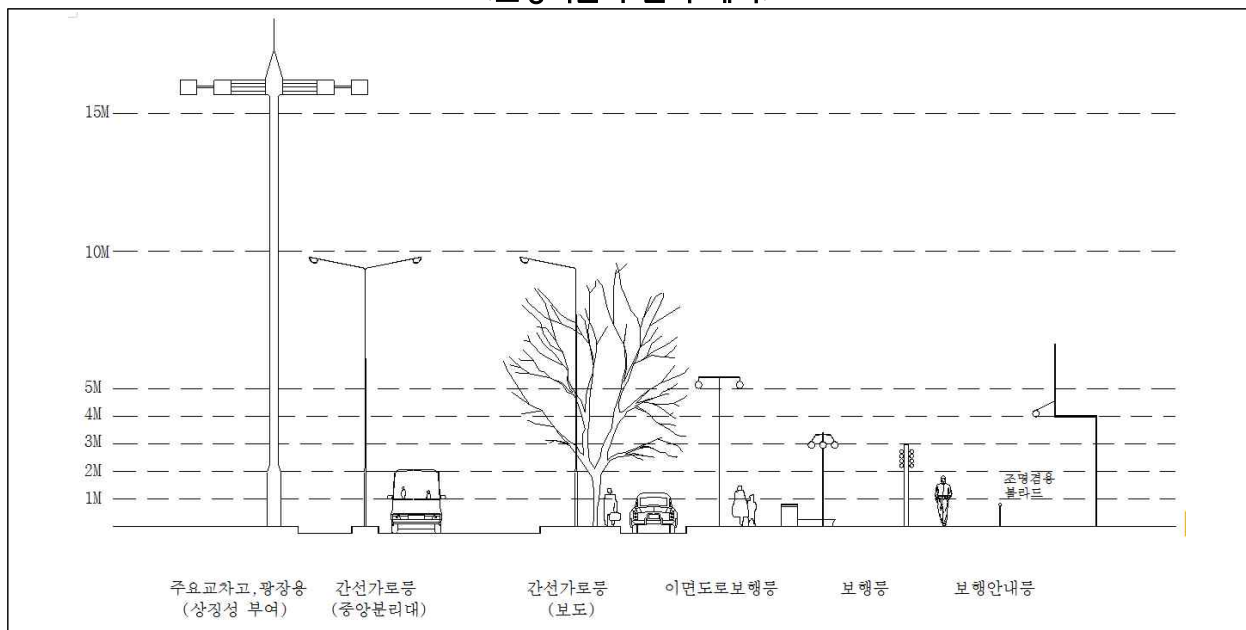 15M
10M
5M
4M
3M
2M
1M
조명겸용
볼라드
주요교차고,광장용
(상징성 부여)
간선가로등
(중앙분리대)
간선가로등
(보도)
이면도로보행등
보행등
보행안내등